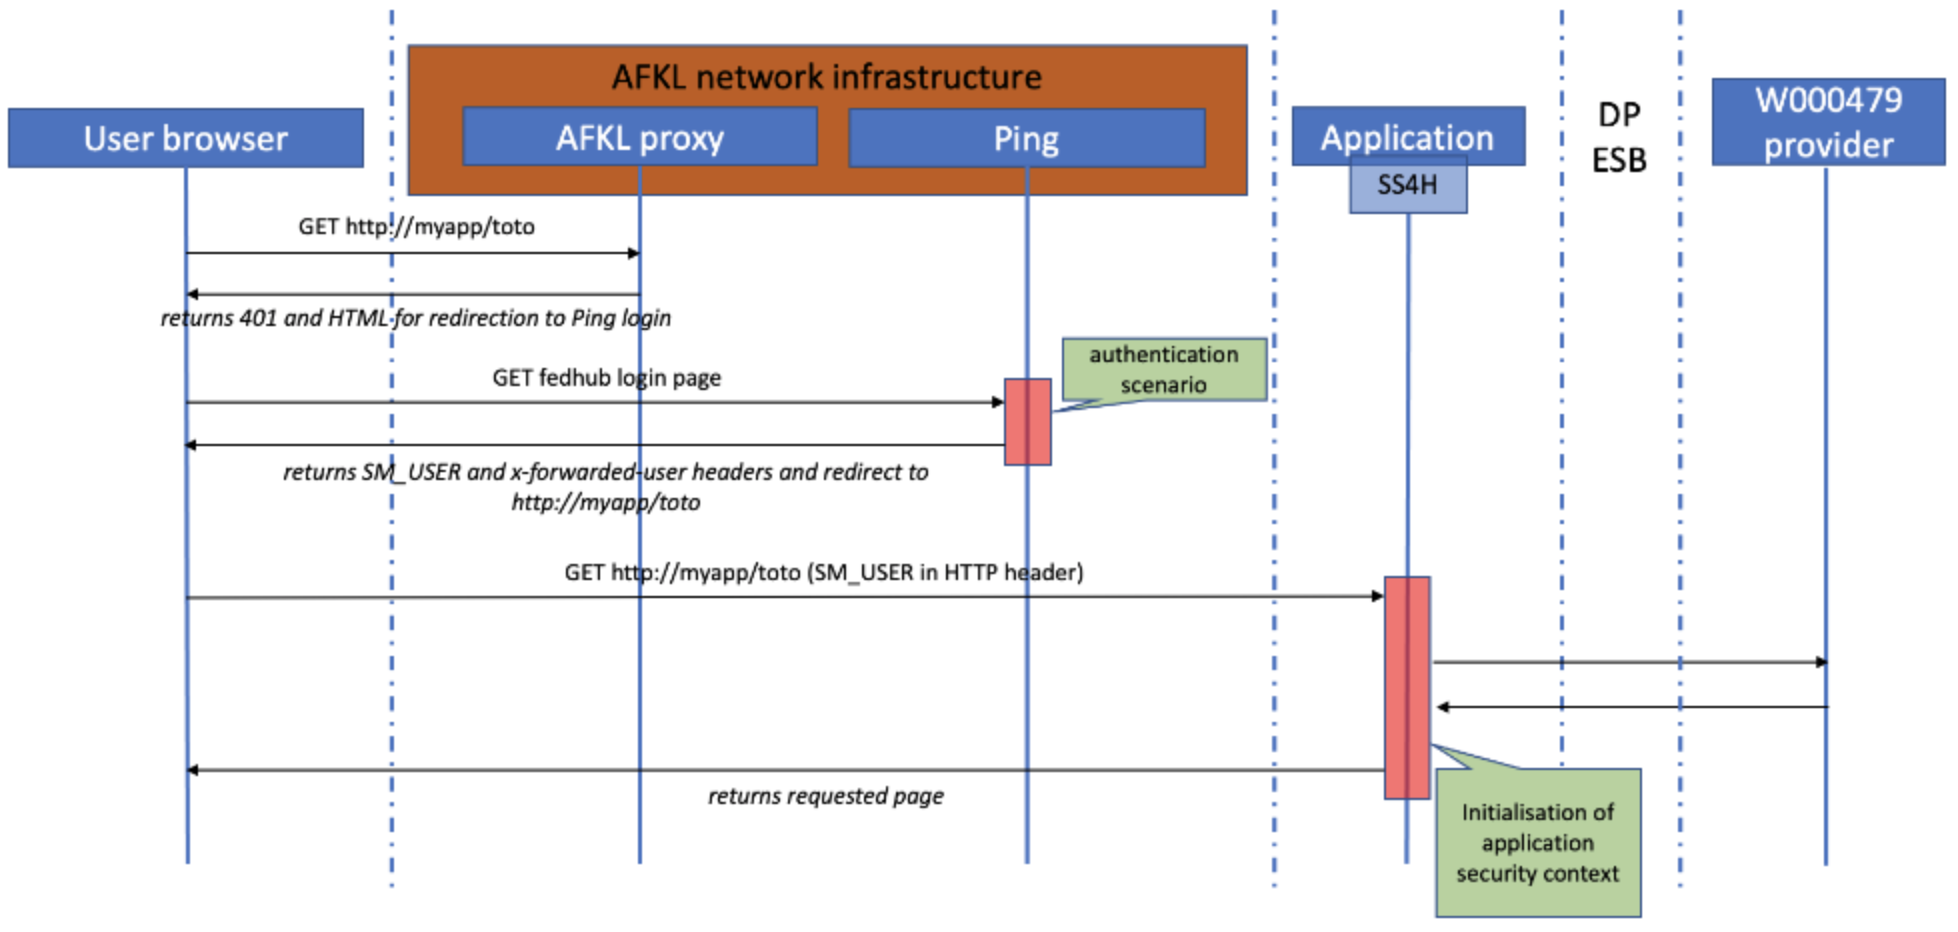 AFKL network infrastructure
User browser
AFKL proxy
Ping
Application
SS4H
DP
ESB
W000479
provider
GET http://myapp/toto
returns 401 and HTML for redirection to Ping login
authentication
scenario
GET fedhub login page
returns SM_USER and x-forwarded-user headers and redirect to
http://myapp/toto
GET http://myapp/toto (SM_USER in HTTP header)
returns requested page
Initialisation of
application
security context